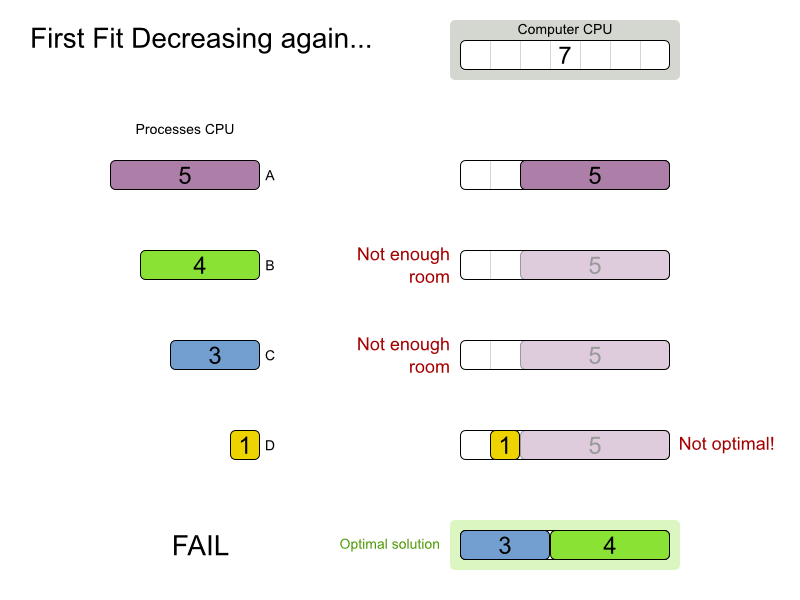 First Fit Decreasing again...
Computer CPU
7
Processes CPU
5 A 5
4 B Not enough room 5
3 C Not enough room 5
1 D 1 5 Not optimal!
FAIL Optimal solution 3 4